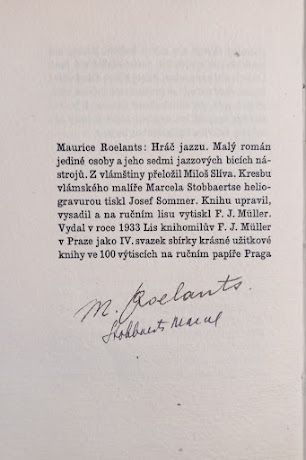 Maurice Roelants: Hráč jazzu. Malý román
jediné osoby a jeho sedmi jazzových bicích ná-
strojů. Z vlámštiny přeložil Miloš Slíva. Kresbu
vlámského malíře Marcela Stobbaertse helio-
gravurou tiskl Josef Sommer. Knihu upravil,
vysadil a na ručním lisu vytiskl F. J. Müller.
Vydal v roce 1933 Lis knihomilův F. J. Müller
v Praze jako IV. svazek sbírky krásné užitkové
knihy ve 100 výtiscích na ručním papíře Praga
M. Roelants.
Stobbaerts Marcel